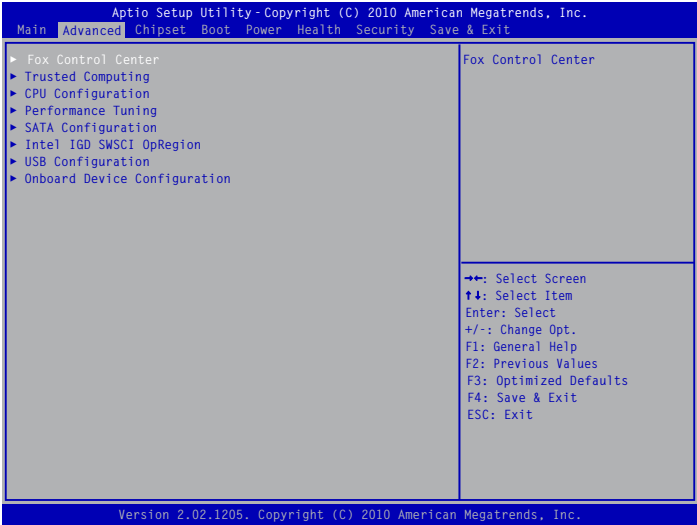 Aptio Setup Utility - Copyright (C) 2010 American Megatrends, Inc.
Main Advanced Chipset Boot Power Health Security Save & Exit
► Fox Control Center
► Trusted Computing
► CPU Configuration
► Performance Tuning
► SATA Configuration
► Intel IGD SWSCI OpRegion
► USB Configuration
► Onboard Device Configuration
Fox Control Center
→←: Select Screen
↑↓: Select Item
Enter: Select
+/-: Change Opt.
F1: General Help
F2: Previous Values
F3: Optimized Defaults
F4: Save & Exit
ESC: Exit
Version 2.02.1205. Copyright (C) 2010 American Megatrends, Inc.